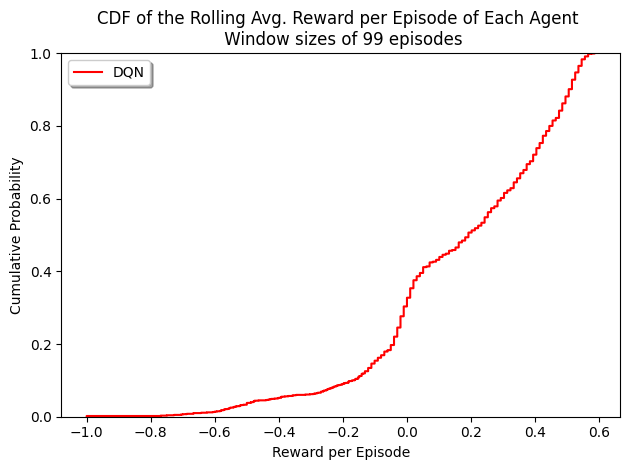 CDF of the Rolling Avg. Reward per Episode of Each Agent
Window sizes of 99 episodes
DQN
Cumulative Probability
1.0
0.8
0.6
0.4
0.2
0.0
−1.0 −0.8 −0.6 −0.4 −0.2 0.0 0.2 0.4 0.6
Reward per Episode